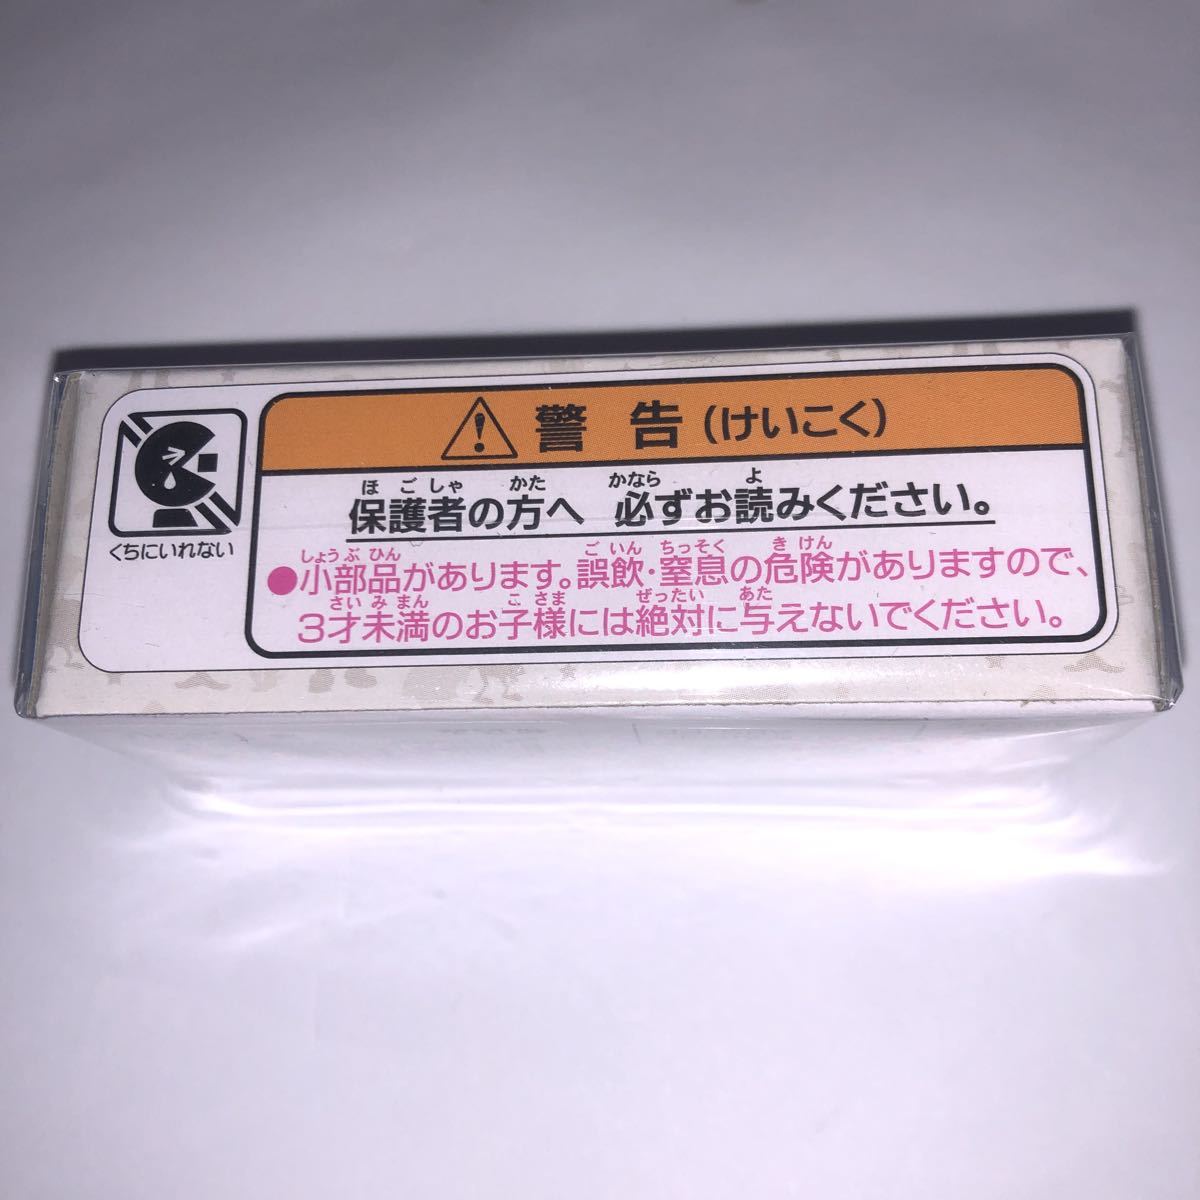 警告(けいこく)
ほごしゃ かた かなら よ
保護者の方へ 必ずお読みください。
しょうぶひん ごいん ちっそく きけん
●小部品があります。誤飲・窒息の危険がありますので、
さいみまん こさま ぜったい あた
3才未満のお子様には絶対に与えないでください。
くちにいれない